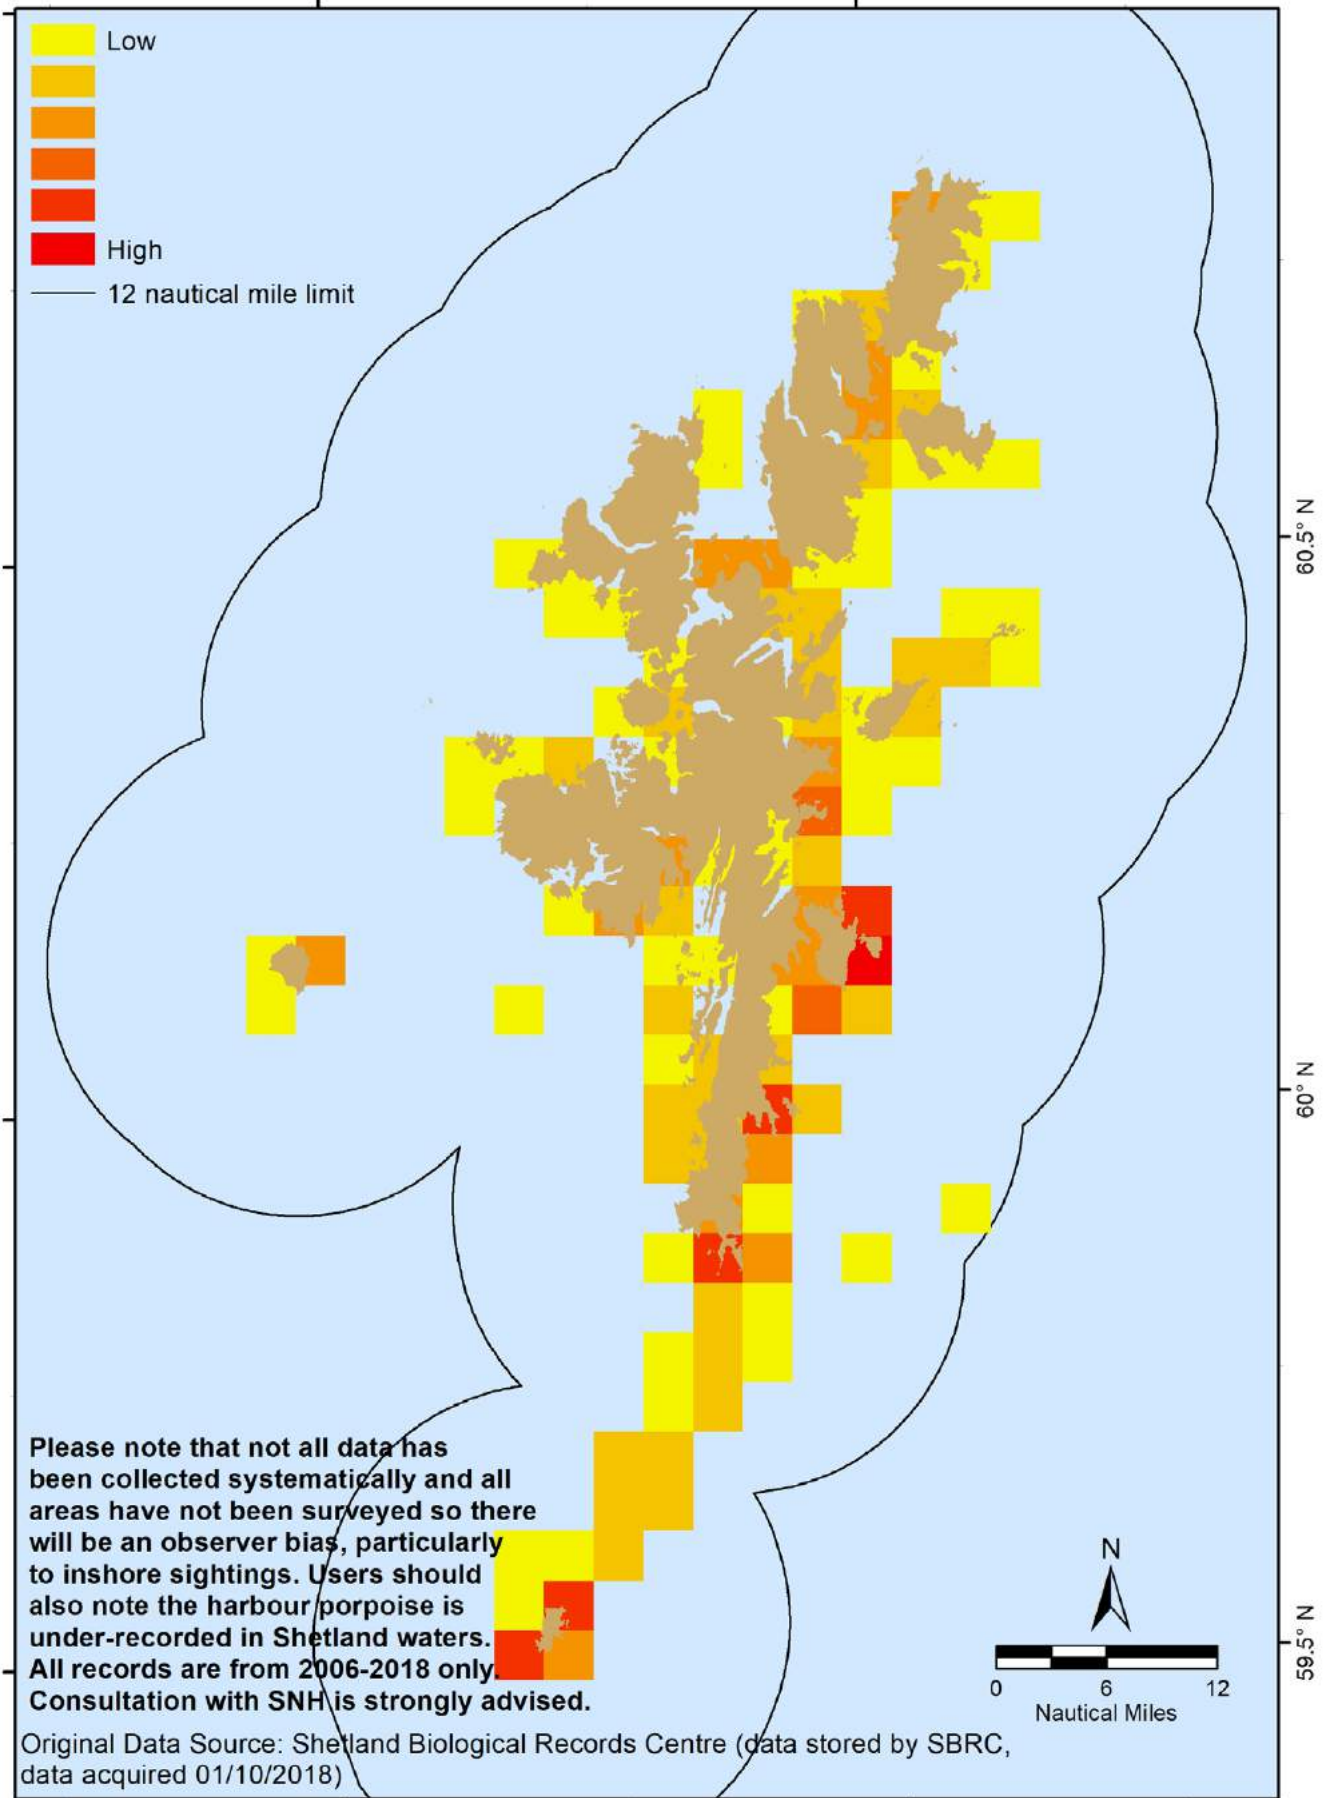 Low
High
12 nautical mile limit
60.5° N
60° N
59.5° N
Please note that not all data has
been collected systematically and all
areas have not been surveyed so there
will be an observer bias, particularly
to inshore sightings. Users should
also note the harbour porpoise is
under-recorded in Shetland waters.
All records are from 2006-2018 only.
Consultation with SNH is strongly advised.
N
0 6 12
Nautical Miles
Original Data Source: Shetland Biological Records Centre (data stored by SBRC,
data acquired 01/10/2018)